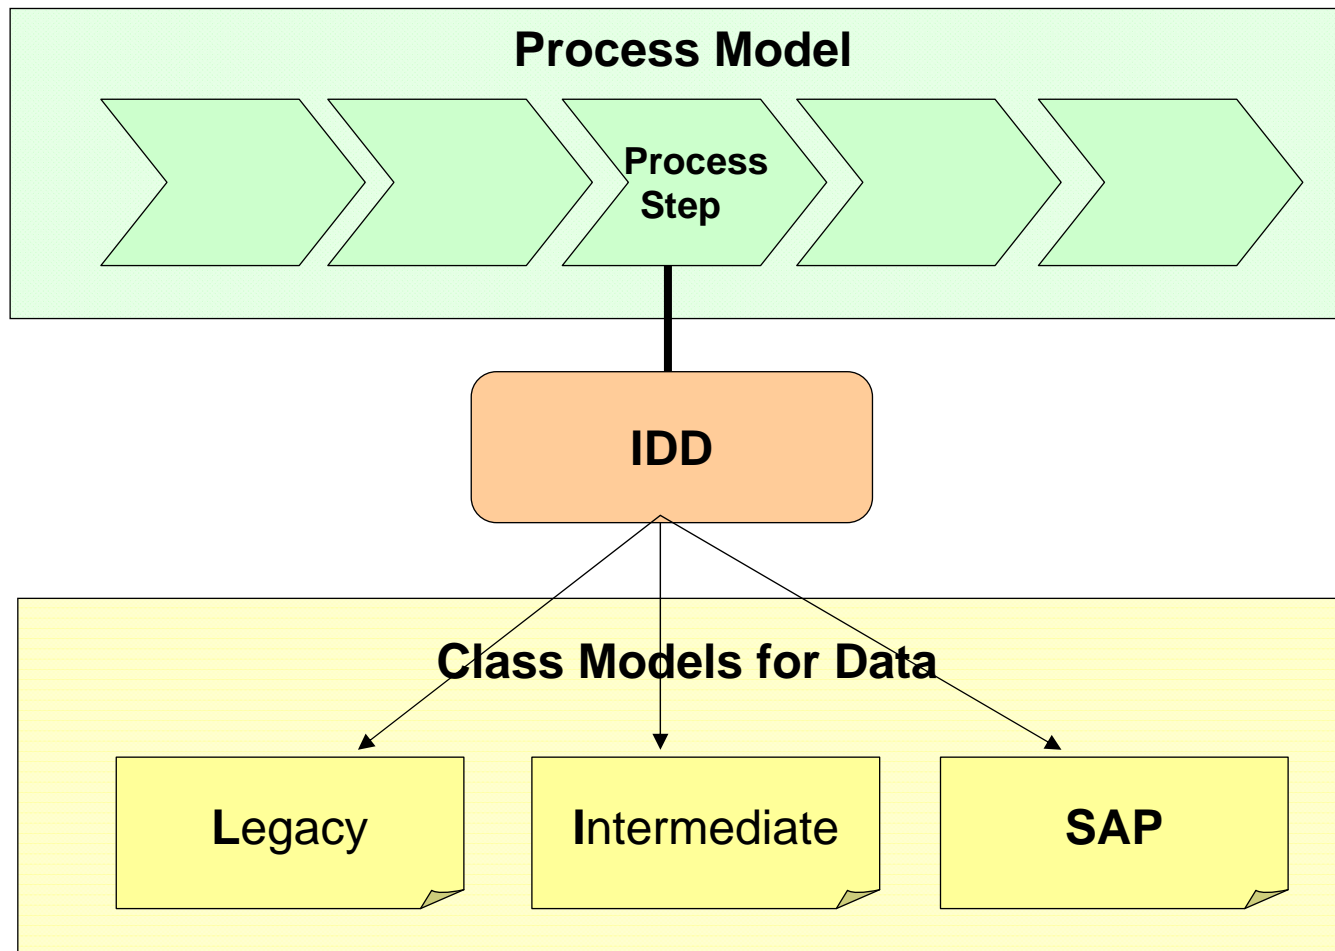 Process Model
Process
Step
IDD
Class Models for Data
Legacy
Intermediate
SAP